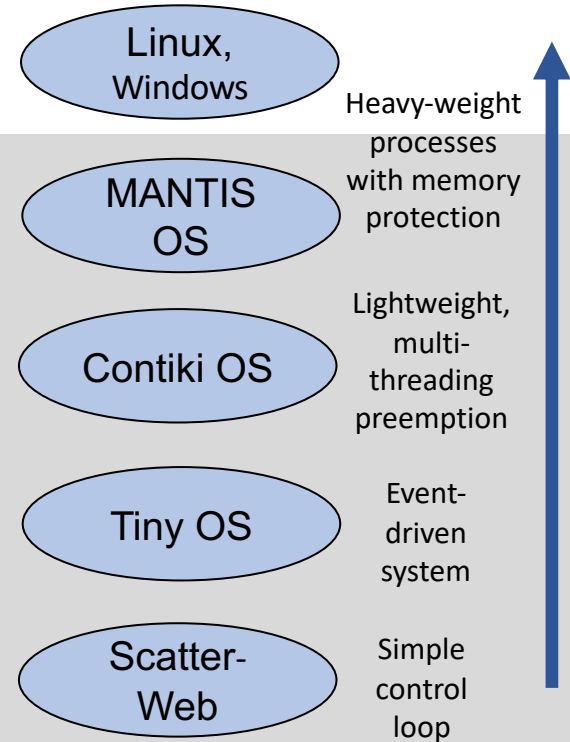 Linux,
Windows
Heavy-weight
processes
with memory
protection
MANTIS
OS
Lightweight,
multi-
threading
preemption
Contiki OS
Event-
driven
system
Tiny OS
Simple
control
loop
Scatter-
Web